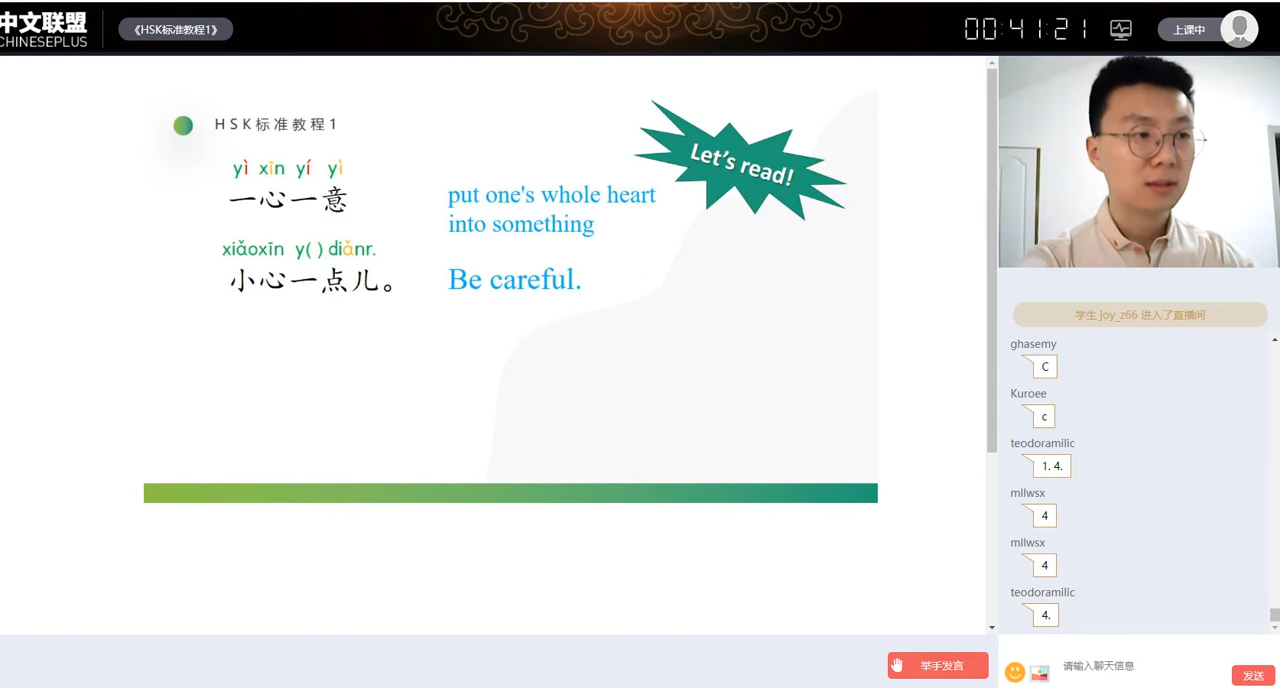 中文联盟
CHINESEPLUS
《HSK标准教程1》
00:41:21
上课中
HSK标准教程1
Let's read!
yì xīn yí yì
一心一意
put one's whole heart
into something
xiǎoxīn y( ) diǎnr.
小心一点儿。
Be careful.
学生 joy_z66 进入了直播间
ghasemy
C
Kuroee
c
teodoramilic
1. 4.
mllwsx
4
mllwsx
4
teodoramilic
4.
举手发言
请输入聊天信息
发送